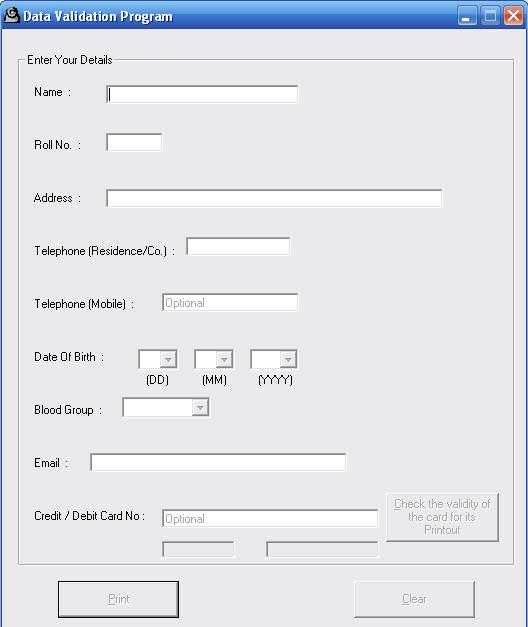 Data Validation Program
Enter Your Details
Name :
Roll No. :
Address :
Telephone (Residence/Co.) :
Telephone (Mobile) : Optional
Date Of Birth :
(DD) (MM) (YYYY)
Blood Group :
Email :
Credit / Debit Card No : Optional
Check the validity of
the card for its
Printout
Print Clear